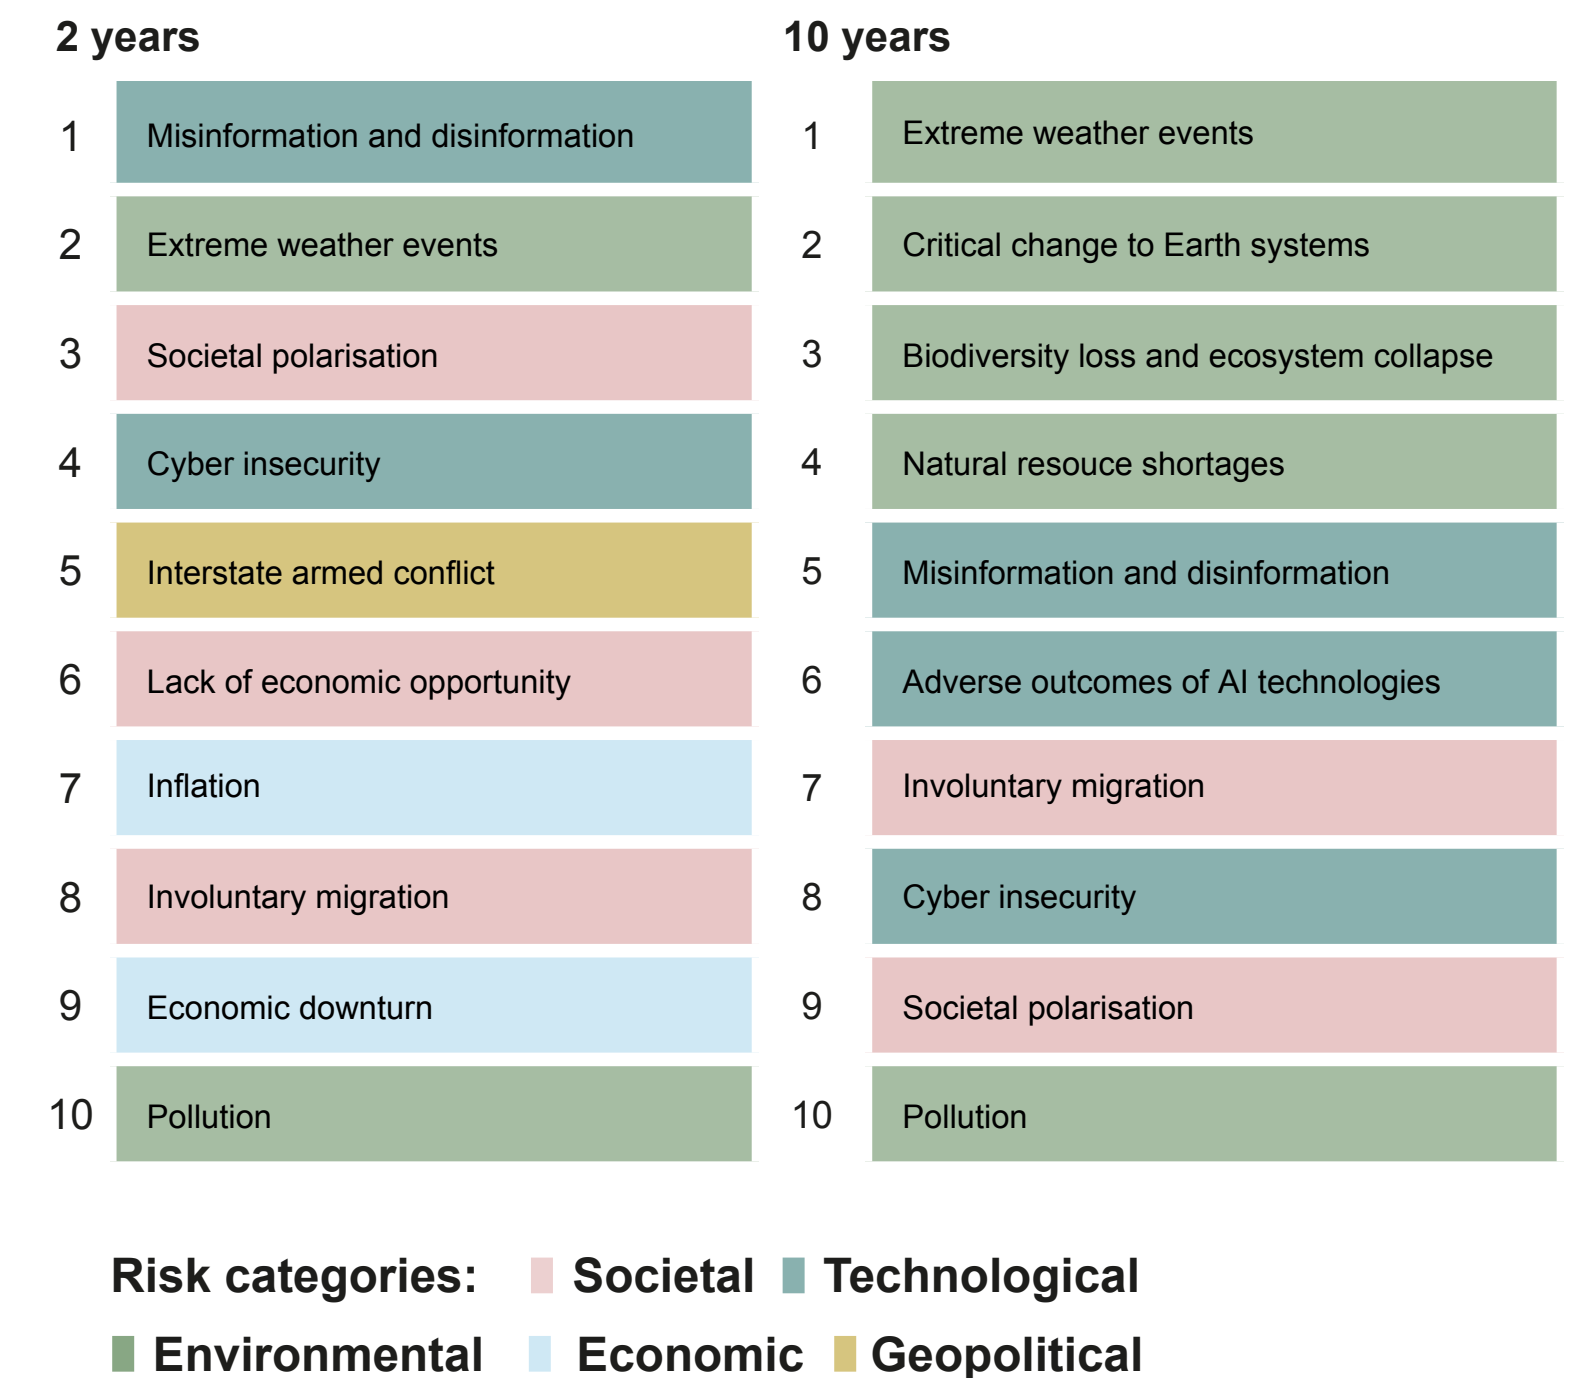 2 years
1 Misinformation and disinformation
2 Extreme weather events
3 Societal polarisation
4 Cyber insecurity
5 Interstate armed conflict
6 Lack of economic opportunity
7 Inflation
8 Involuntary migration
9 Economic downturn
10 Pollution
10 years
1 Extreme weather events
2 Critical change to Earth systems
3 Biodiversity loss and ecosystem collapse
4 Natural resouce shortages
5 Misinformation and disinformation
6 Adverse outcomes of AI technologies
7 Involuntary migration
8 Cyber insecurity
9 Societal polarisation
10 Pollution
Risk categories: Societal Technological
Environmental Economic Geopolitical